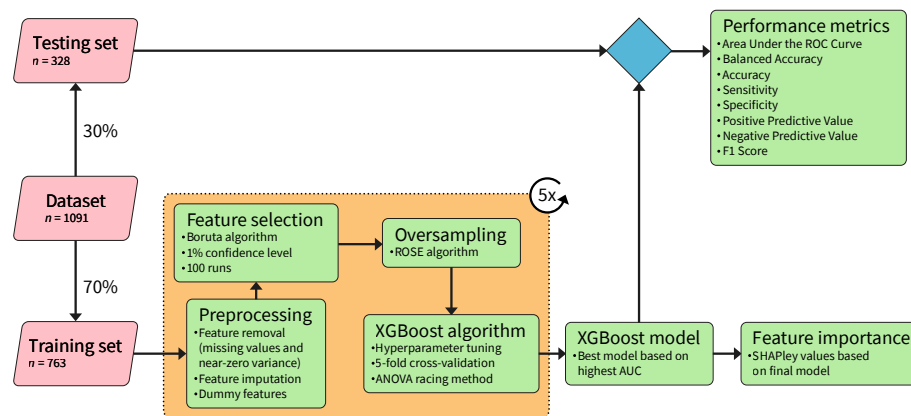 Testing set
n = 328
30%
Dataset
n = 1091
70%
Training set
n = 763
5x
Preprocessing
•Feature removal
(missing values and
near-zero variance)
•Feature imputation
•Dummy features
Feature selection
•Boruta algorithm
•1% confidence level
•100 runs
Oversampling
•ROSE algorithm
XGBoost algorithm
•Hyperparameter tuning
•5-fold cross-validation
•ANOVA racing method
XGBoost model
•Best model based on
highest AUC
Feature importance
•SHAPley values based
on final model
Performance metrics
•Area Under the ROC Curve
•Balanced Accuracy
•Accuracy
•Sensitivity
•Specificity
•Positive Predictive Value
•Negative Predictive Value
•F1 Score